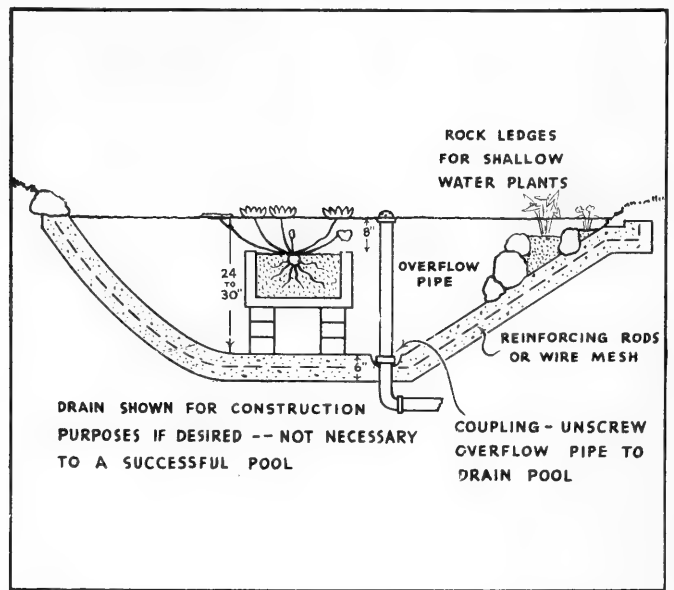 ROCK LEDGES
FOR SHALLOW
WATER PLANTS
8"
24
TO
30"
OVERFLOW
PIPE
REINFORCING RODS
OR WIRE MESH
6"
DRAIN SHOWN FOR CONSTRUCTION
PURPOSES IF DESIRED -- NOT NECESSARY
TO A SUCCESSFUL POOL
COUPLING - UNSCREW
OVERFLOW PIPE TO
DRAIN POOL